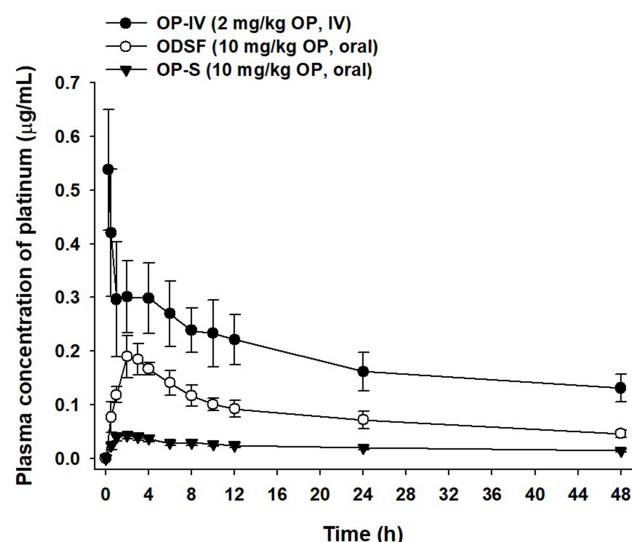 OP-IV (2 mg/kg OP, IV)
ODSF (10 mg/kg OP, oral)
OP-S (10 mg/kg OP, oral)
Plasma concentration of platinum (μg/mL)
0.7
0.6
0.5
0.4
0.3
0.2
0.1
0.0
0 4 8 12 16 20 24 28 32 36 40 44 48
Time (h)